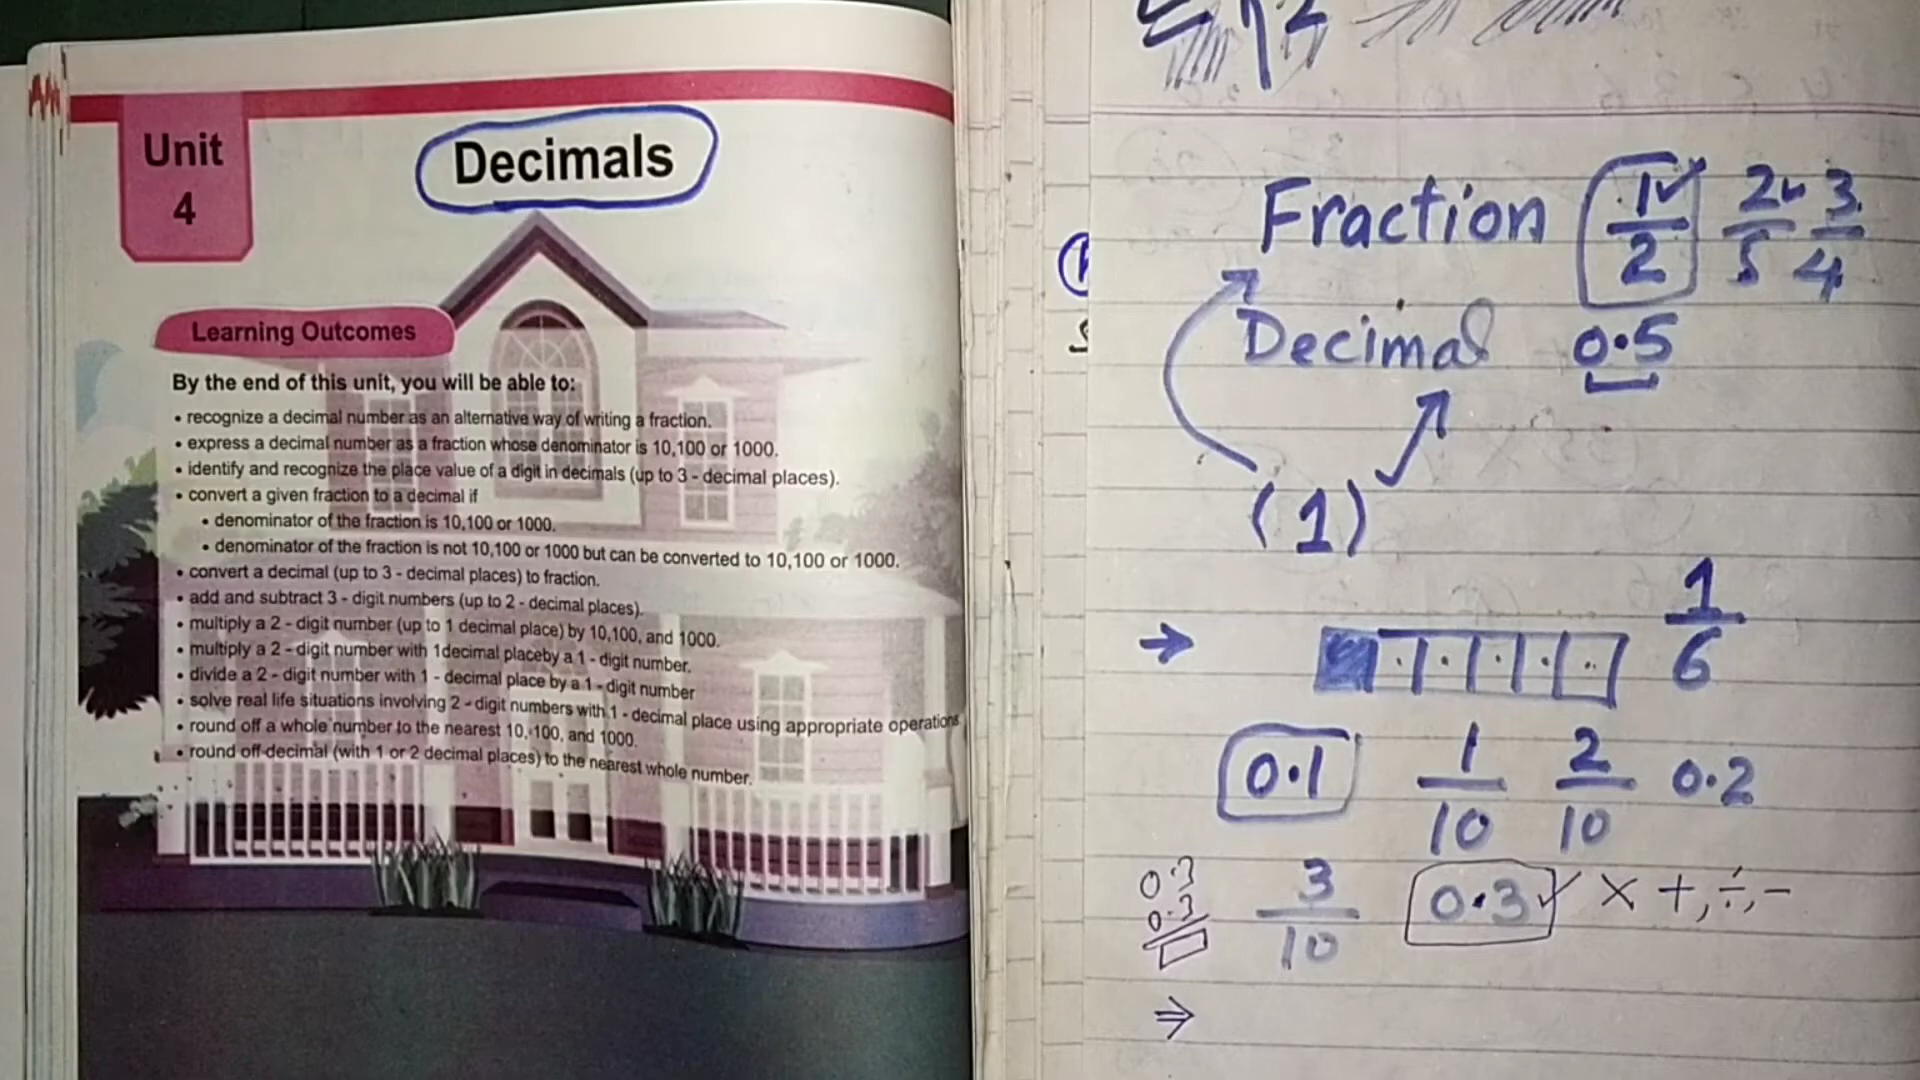 Unit
4
Decimals
Learning Outcomes
By the end of this unit, you will be able to:
• recognize a decimal number as an alternative way of writing a fraction.
• express a decimal number as a fraction whose denominator is 10,100 or 1000.
• identify and recognize the place value of a digit in decimals (up to 3 - decimal places).
• convert a given fraction to a decimal if
• denominator of the fraction is 10,100 or 1000.
• denominator of the fraction is not 10,100 or 1000 but can be converted to 10,100 or 1000.
• convert a decimal (up to 3 - decimal places) to fraction.
• add and subtract 3 - digit numbers (up to 2 - decimal places).
• multiply a 2 - digit number (up to 1 decimal place) by 10,100, and 1000.
• multiply a 2 - digit number with 1decimal placeby a 1 - digit number.
• divide a 2 - digit number with 1 - decimal place by a 1 - digit number
• solve real life situations involving 2 - digit numbers with 1 - decimal place using appropriate operations
• round off a whole number to the nearest 10, 100, and 1000.
• round off decimal (with 1 or 2 decimal places) to the nearest whole number.
Fraction 1/2 2/5 3/4
Decimal 0.5
(1)
→ 1/6
0.1 1/10 2/10 0.2
0.3
0.3
3/10 0.3 ✓ × +, ÷, -
⇒